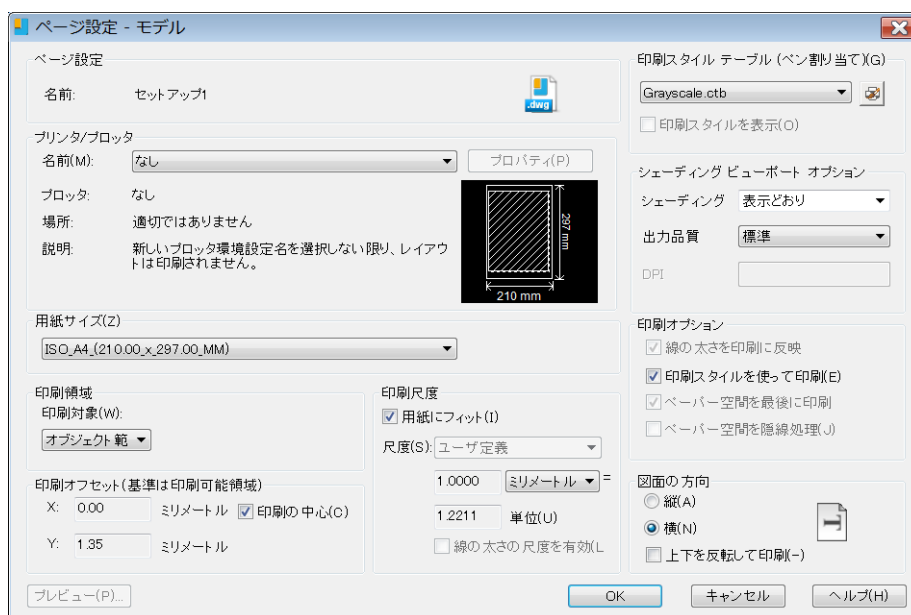 ページ設定 - モデル
ページ設定
名前: セットアップ1
.dwg
プリンタ/プロッタ
名前(M): なし プロパティ(P)
プロッタ: なし
場所: 適切ではありません
説明: 新しいプロッタ環境設定名を選択しない限り、レイアウ
トは印刷されません。
297 mm
210 mm
用紙サイズ(Z)
ISO_A4_(210.00_x_297.00_MM)
印刷領域
印刷対象(W):
オブジェクト範
印刷オフセット(基準は印刷可能領域)
X: 0.00 ミリメートル 印刷の中心(C)
Y: 1.35 ミリメートル
印刷尺度
用紙にフィット(I)
尺度(S): ユーザ定義
1.0000 ミリメートル =
1.2211 単位(U)
線の太さの尺度を有効(L
印刷スタイル テーブル (ペン割り当て)(G)
Grayscale.ctb
印刷スタイルを表示(O)
シェーディング ビューポート オプション
シェーディング 表示どおり
出力品質 標準
DPI
印刷オプション
線の太さを印刷に反映
印刷スタイルを使って印刷(E)
ペーパー空間を最後に印刷
ペーパー空間を隠線処理(J)
図面の方向
縦(A)
横(N)
上下を反転して印刷(-)
プレビュー(P)... OK キャンセル ヘルプ(H)